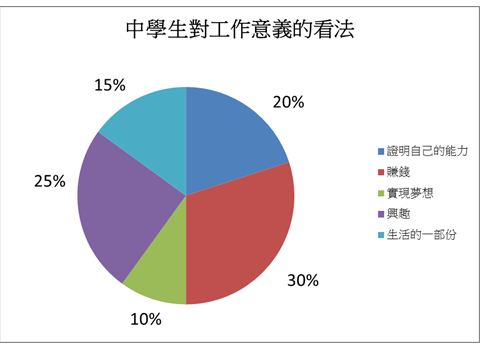 中學生對工作意義的看法
15%
20%
25%
30%
10%
證明自己的能力
賺錢
實現夢想
興趣
生活的一部份